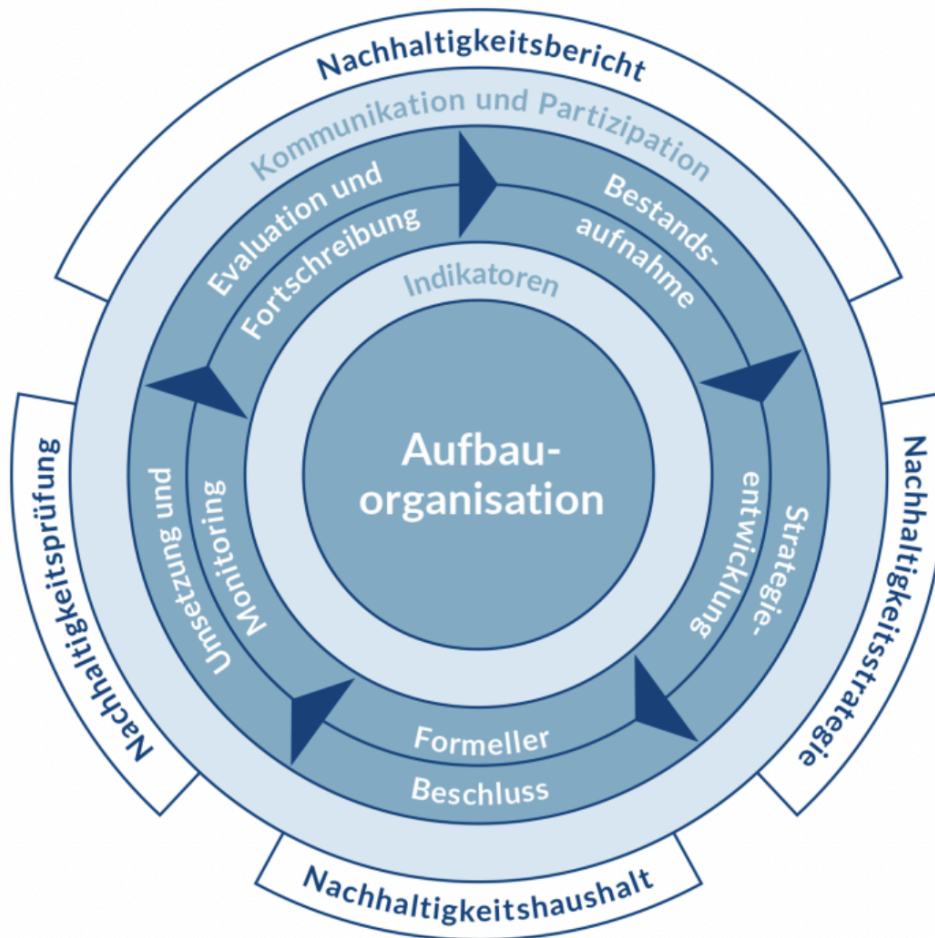 Nachhaltigkeitsbericht
Kommunikation und Partizipation
Evaluation und
Fortschreibung
Bestands-
aufnahme
Indikatoren
Aufbau-
organisation
Strategie-
entwicklung
Formeller
Beschluss
Umsetzung und
Monitoring
Nachhaltigkeitsprüfung
Nachhaltigkeitsstrategie
Nachhaltigkeitshaushalt